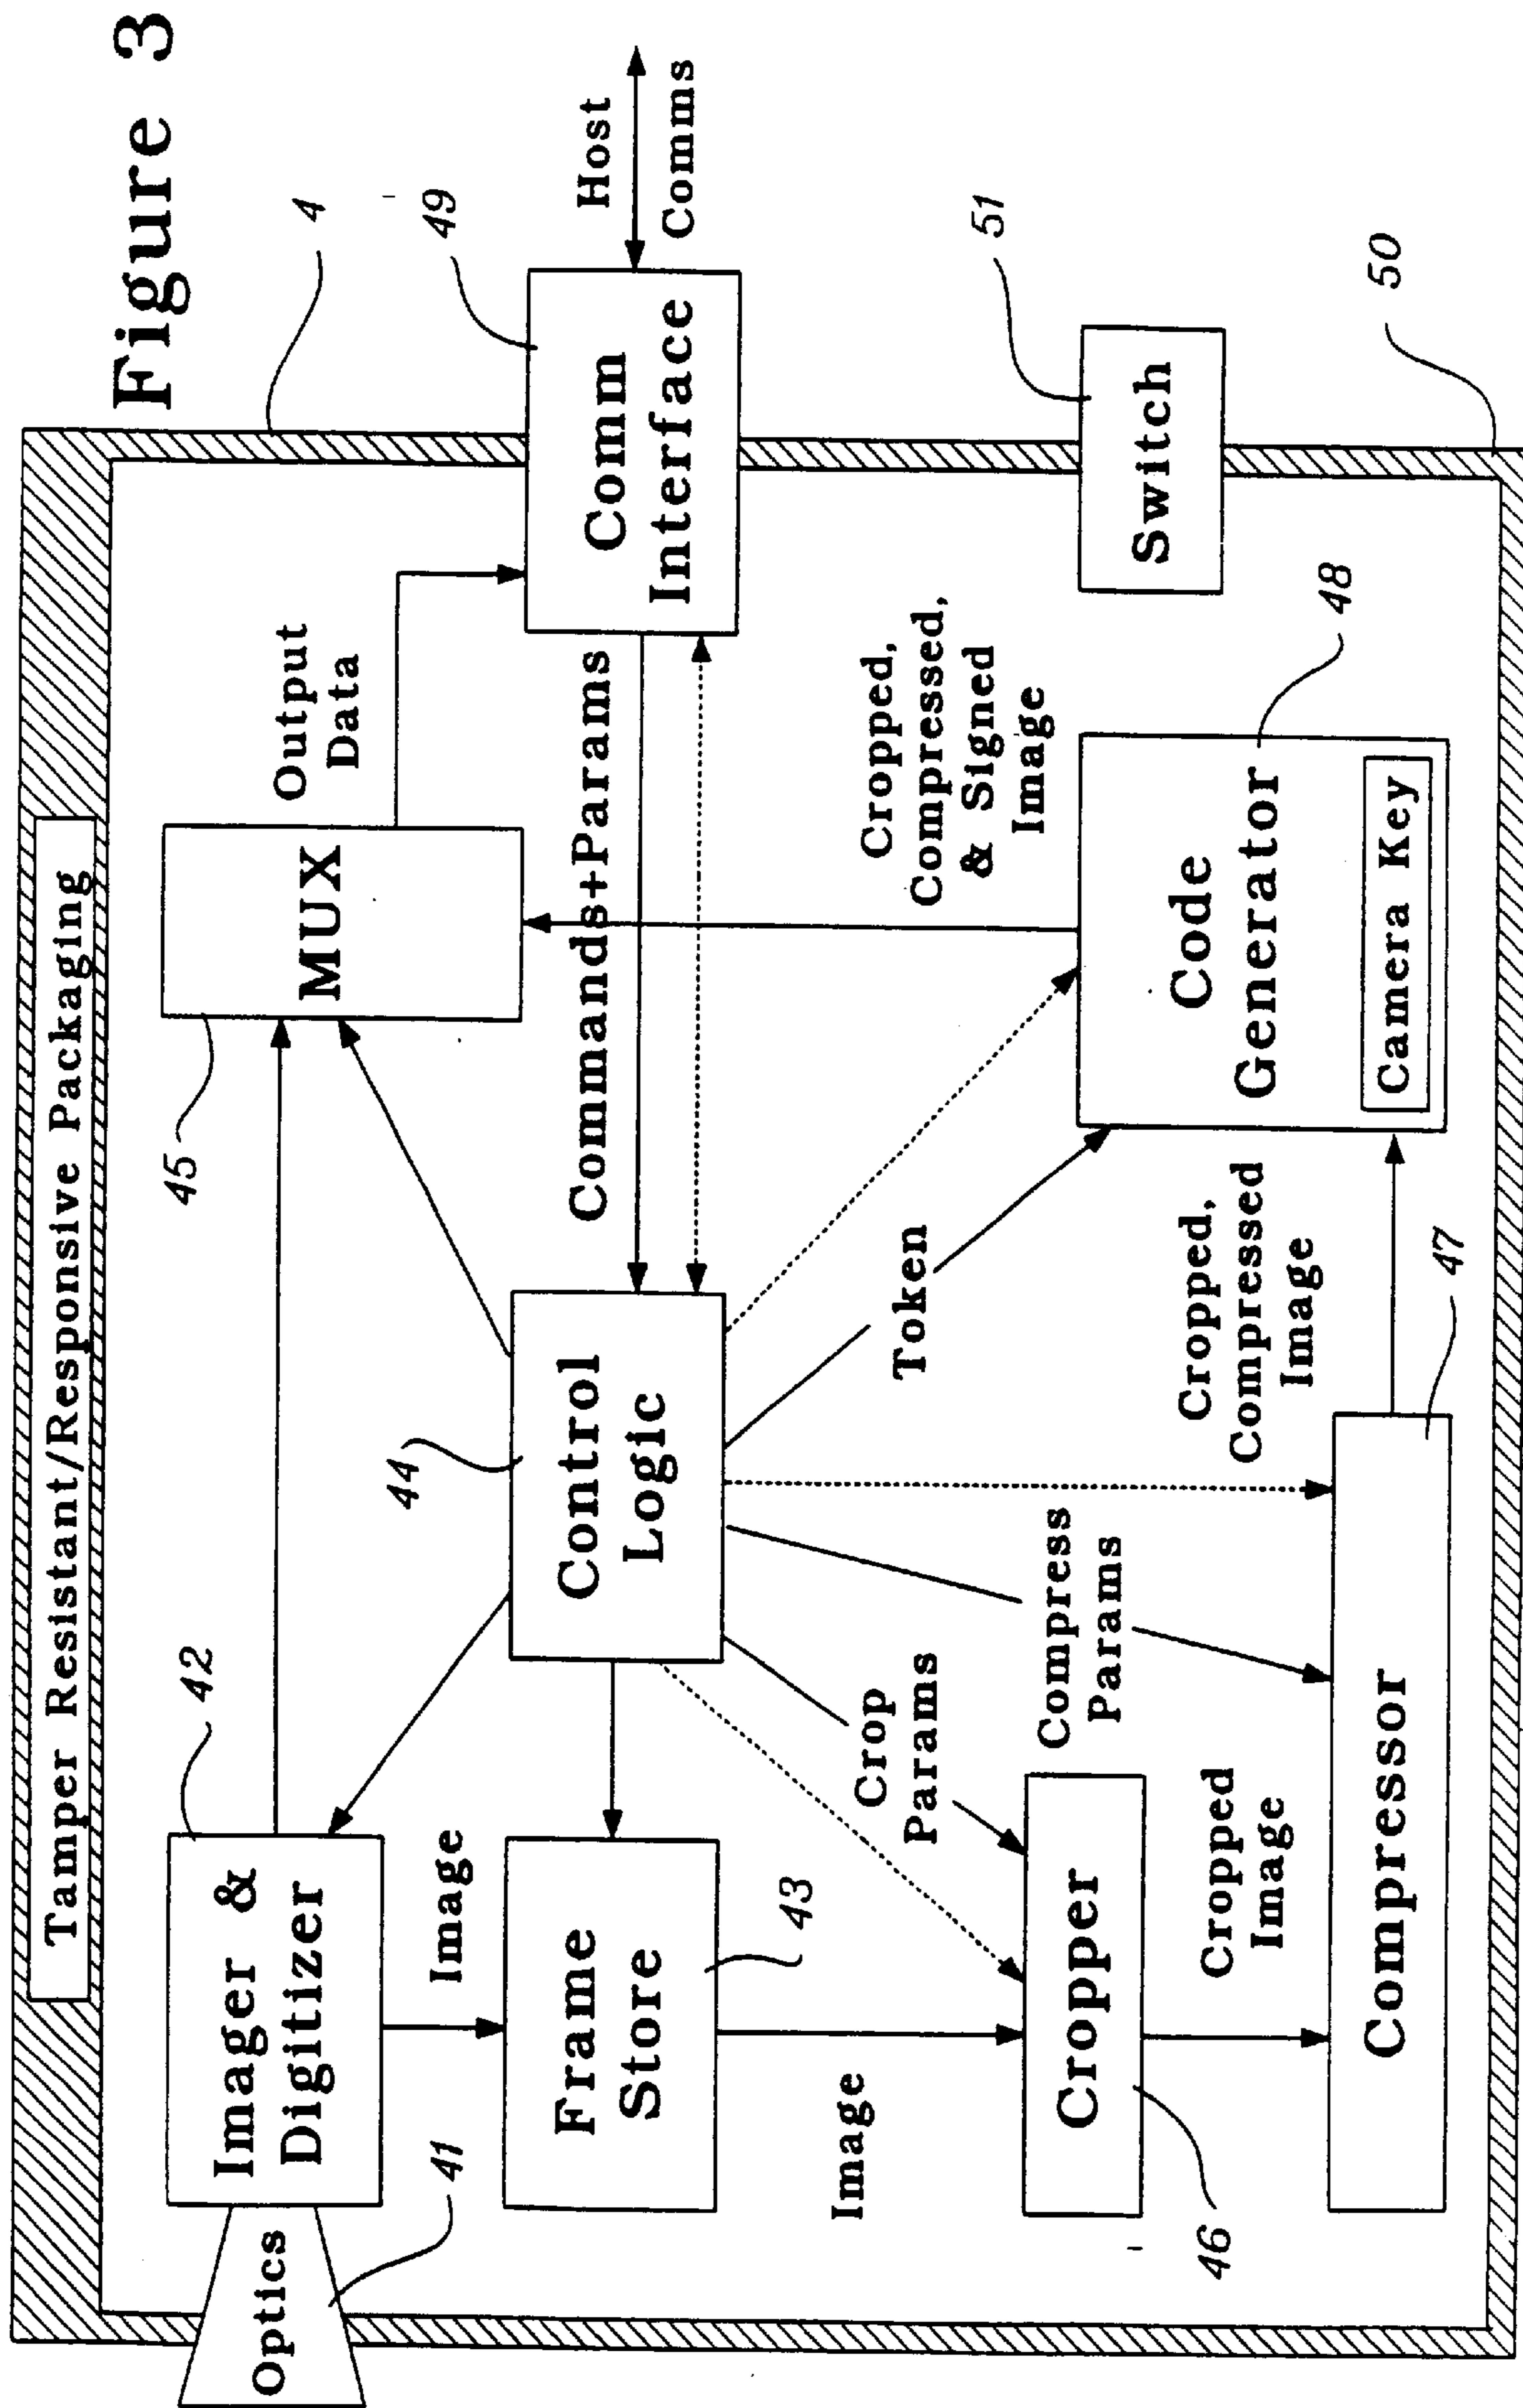 Figure 3
Tamper Resistant/Responsive Packaging
4
Optics
41
Imager &
Digitizer
42
45
MUX
Output
Data
49
Comm
Interface
Host
Comms
Image
Frame
Store
43
44
Control
Logic
Commands+Params
Image
Crop
Params
Compress
Params
Token
Cropped,
Compressed,
& Signed
Image
51
Switch
46
Cropper
Cropped
Image
Compressor
47
Cropped,
Compressed
Image
Code
Generator
Camera Key
48
50